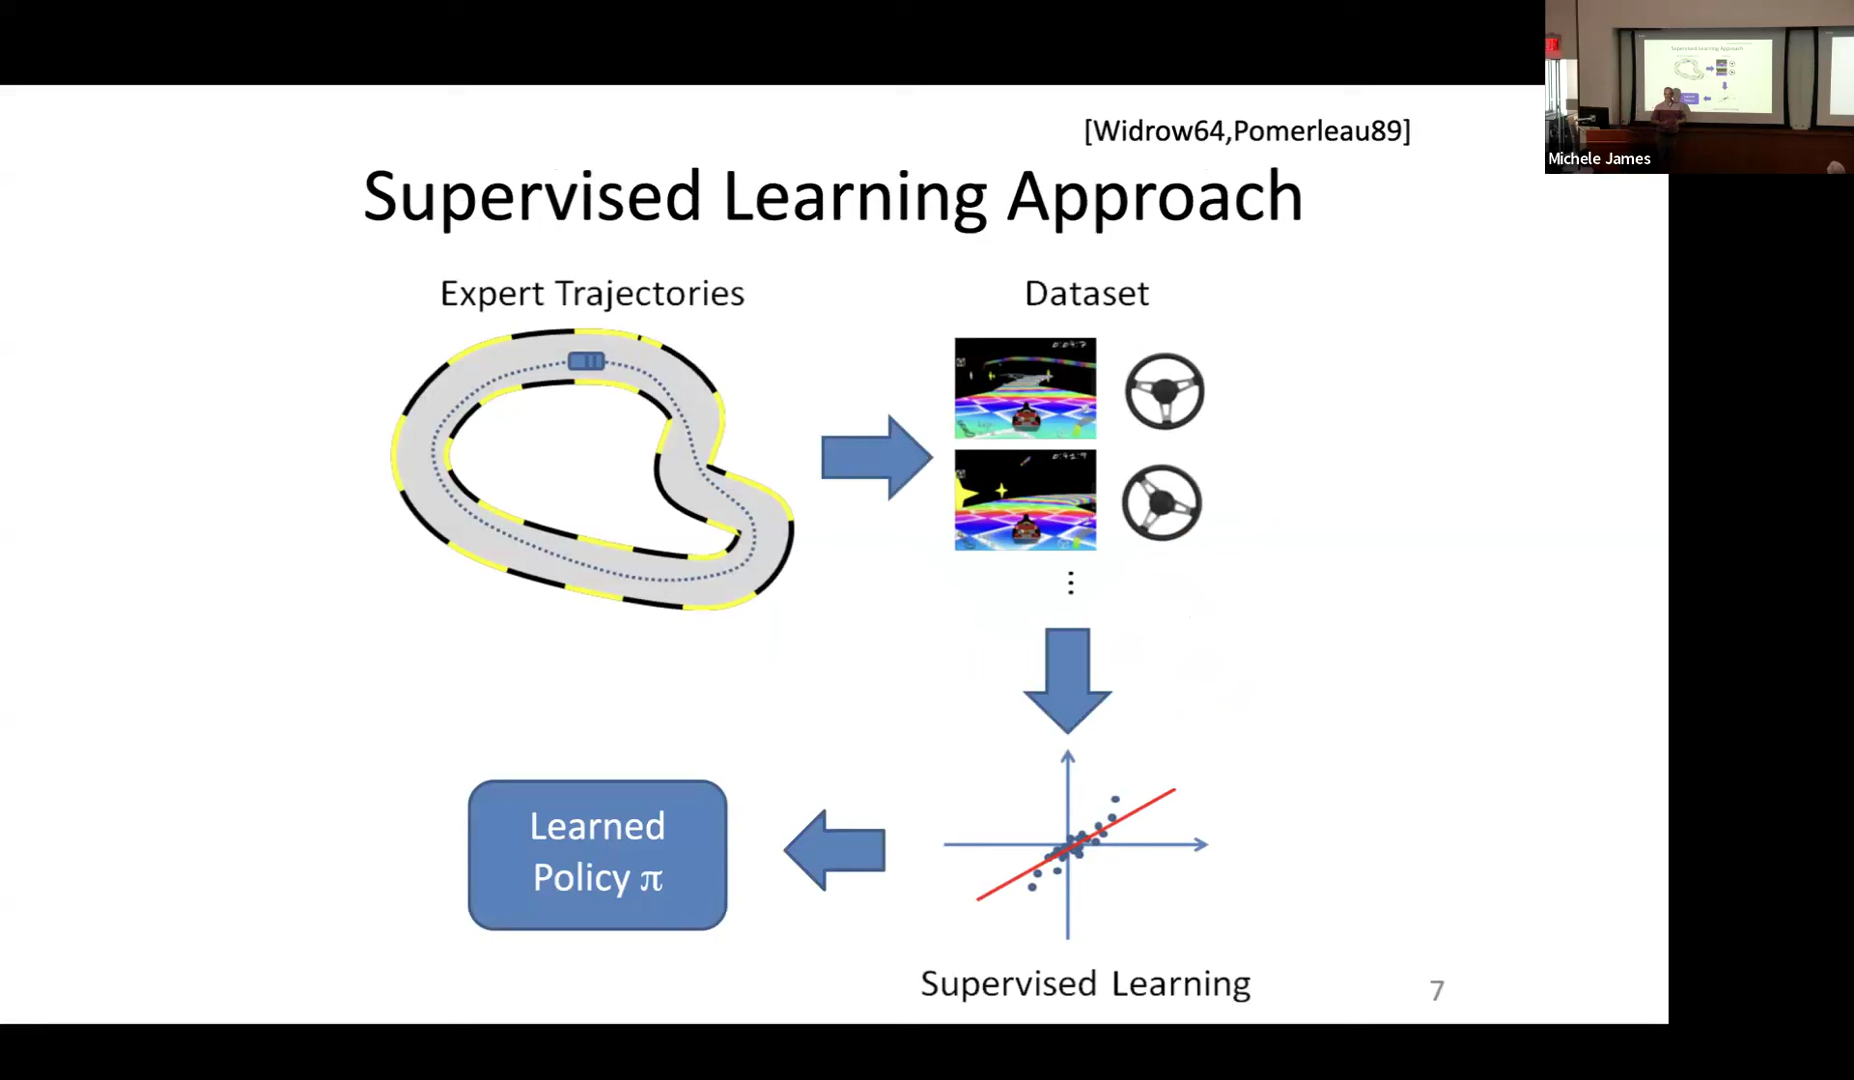 [Widrow64,Pomerleau89]
Supervised Learning Approach
Michele James
Expert Trajectories
Dataset
Learned
Policy π
Supervised Learning
7